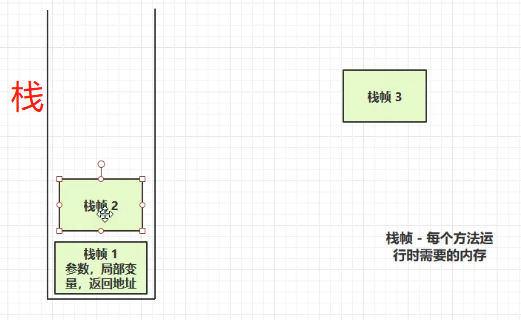 栈
栈帧 3
栈帧 2
栈帧 1
参数，局部变
量，返回地址
栈帧 - 每个方法运
行时需要的内存